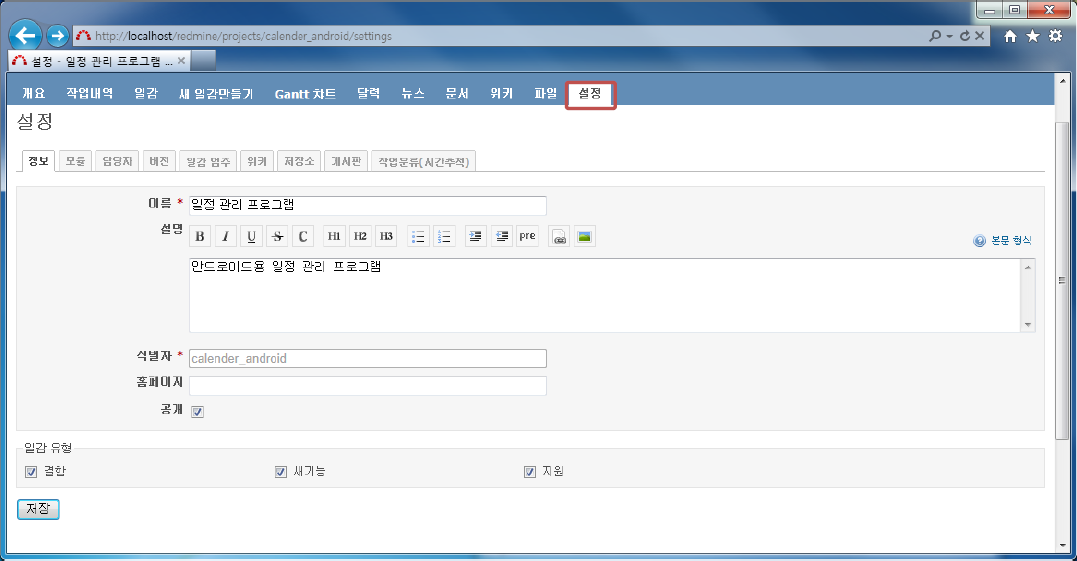 http://localhost/redmine/projects/calender_android/settings
설정 - 일정 관리 프로그램 ...
개요 작업내역 일감 새 일감만들기 Gantt 차트 달력 뉴스 문서 위키 파일 설정
설정
정보 모듈 담당자 버전 일감 범주 위키 저장소 게시판 작업분류(시간추적)
이름 * 일정 관리 프로그램
설명 B I U S C H1 H2 H3 pre
본문 형식
안드로이드용 일정 관리 프로그램
식별자 * calender_android
홈페이지
공개
일감 유형
결함 새기능 지원
저장